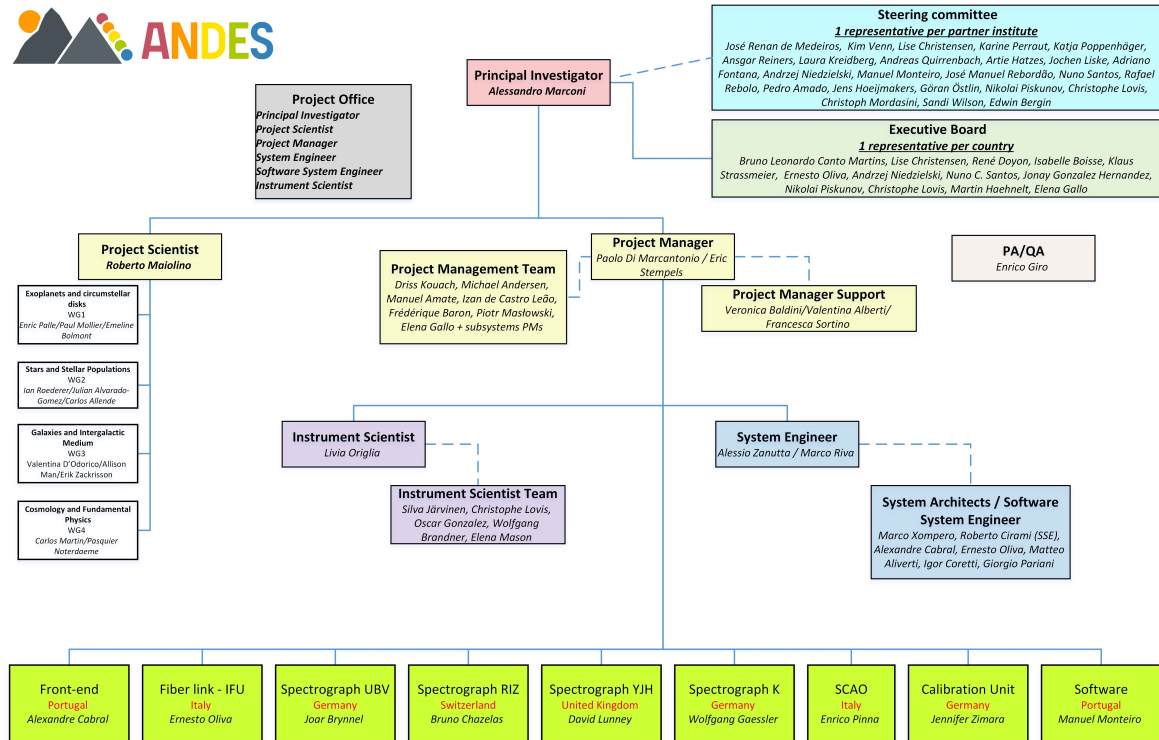 ANDES
Steering committee
1 representative per partner institute
José Renan de Medeiros, Kim Venn, Lise Christensen, Karine Perraut, Katja Poppenhäger,
Ansgar Reiners, Laura Kreidberg, Andreas Quirrenbach, Artie Hatzes, Jochen Liske, Adriano
Fontana, Andrzej Niedzielski, Manuel Monteiro, José Manuel Rebordão, Nuno Santos, Rafael
Rebolo, Pedro Amado, Jens Hoeijmakers, Göran Östlin, Nikolai Piskunov, Christophe Lovis,
Christoph Mordasini, Sandi Wilson, Edwin Bergin
Principal Investigator
Alessandro Marconi
Project Office
Principal Investigator
Project Scientist
Project Manager
System Engineer
Software System Engineer
Instrument Scientist
Executive Board
1 representative per country
Bruno Leonardo Canto Martins, Lise Christensen, René Doyon, Isabelle Boisse, Klaus
Strassmeier, Ernesto Oliva, Andrzej Niedzielski, Nuno C. Santos, Jonay Gonzalez Hernandez,
Nikolai Piskunov, Christophe Lovis, Martin Haehnelt, Elena Gallo
Project Scientist
Roberto Maiolino
Project Management Team
Driss Kouach, Michael Andersen,
Manuel Amate, Izan de Castro Leão,
Frédérique Baron, Piotr Masłowski,
Elena Gallo + subsystems PMs
Project Manager
Paolo Di Marcantonio / Eric
Stempels
Project Manager Support
Veronica Baldini/Valentina Alberti/
Francesca Sortino
PA/QA
Enrico Giro
Exoplanets and circumstellar
disks
WG1
Enric Palle/Paul Mollier/Emeline
Bolmont
Stars and Stellar Populations
WG2
Ian Roederer/Julian Alvarado-
Gomez/Carlos Allende
Galaxies and Intergalactic
Medium
WG3
Valentina D'Odorico/Allison
Man/Erik Zackrisson
Cosmology and Fundamental
Physics
WG4
Carlos Martin/Pasquier
Noterdaeme
Instrument Scientist
Livia Origlia
Instrument Scientist Team
Silva Järvinen, Christophe Lovis,
Oscar Gonzalez, Wolfgang
Brandner, Elena Mason
System Engineer
Alessio Zanutta / Marco Riva
System Architects / Software
System Engineer
Marco Xompero, Roberto Cirami (SSE),
Alexandre Cabral, Ernesto Oliva, Matteo
Aliverti, Igor Coretti, Giorgio Pariani
Front-end
Portugal
Alexandre Cabral
Fiber link - IFU
Italy
Ernesto Oliva
Spectrograph UBV
Germany
Joar Brynnel
Spectrograph RIZ
Switzerland
Bruno Chazelas
Spectrograph YJH
United Kingdom
David Lunney
Spectrograph K
Germany
Wolfgang Gaessler
SCAO
Italy
Enrico Pinna
Calibration Unit
Germany
Jennifer Zimara
Software
Portugal
Manuel Monteiro